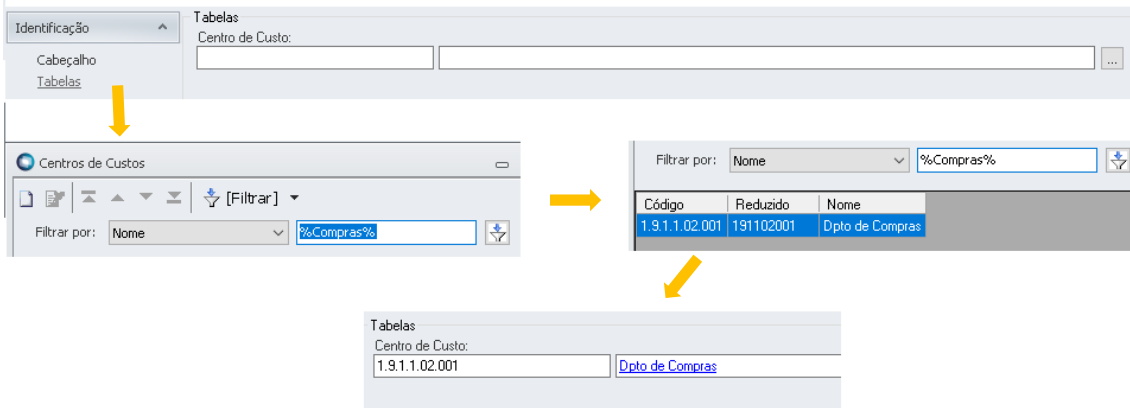 Identificação
Cabeçalho
Tabelas
Tabelas
Centro de Custo:
...
Centros de Custos
[Filtrar]
Filtrar por: Nome %Compras%
Filtrar por: Nome %Compras%
Código Reduzido Nome
1.9.1.1.02.001 191102001 Dpto de Compras
Tabelas
Centro de Custo:
1.9.1.1.02.001 Dpto de Compras